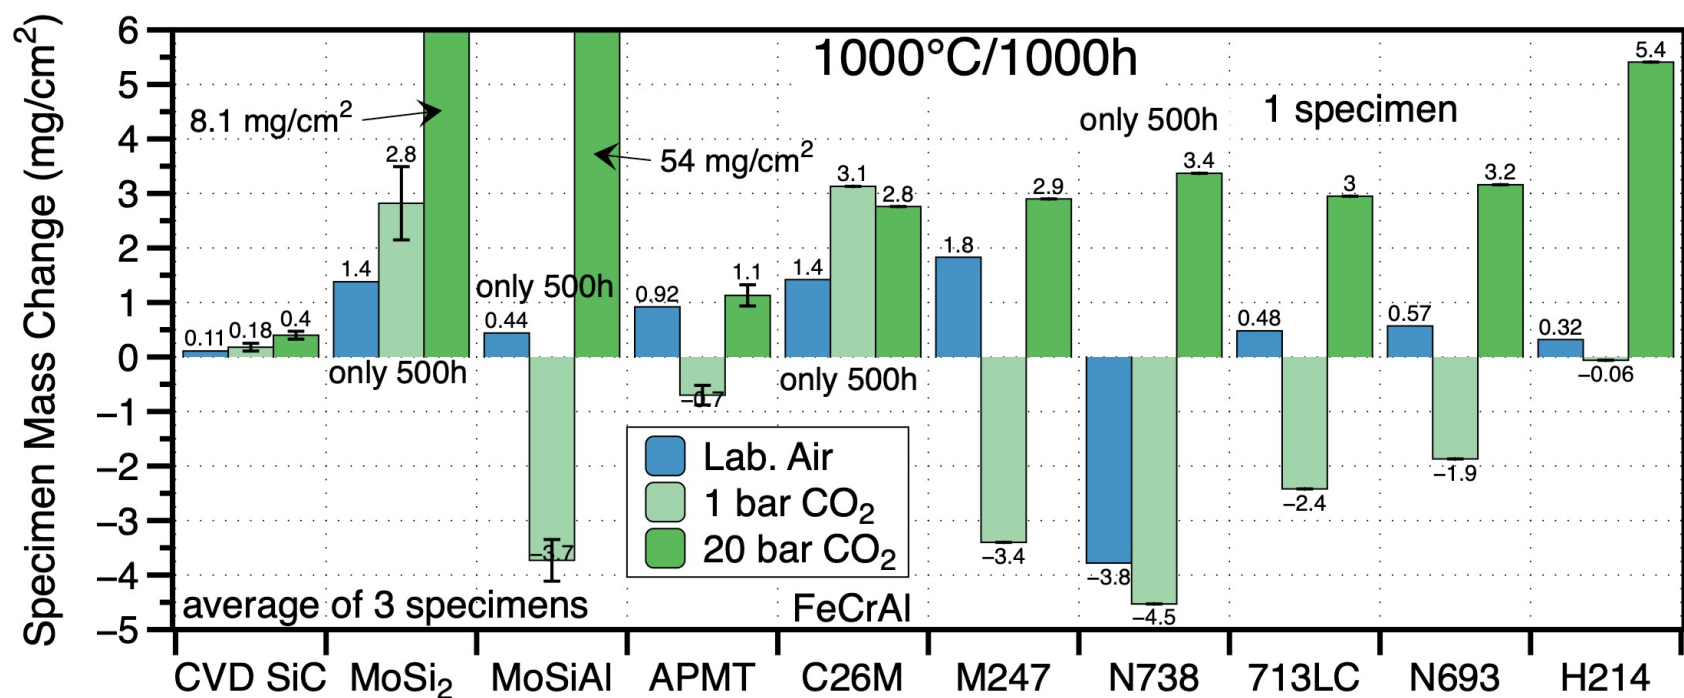 Specimen Mass Change (mg/cm²)
6
5
4
3
2
1
0
−1
−2
−3
−4
−5
1000°C/1000h
8.1 mg/cm²
54 mg/cm²
only 500h
1 specimen
only 500h
only 500h
only 500h
0.11
0.18
0.4
1.4
2.8
0.44
−3.7
0.92
−0.7
1.1
1.4
3.1
2.8
1.8
−3.4
2.9
−3.8
−4.5
3.4
0.48
−2.4
3
0.57
−1.9
3.2
0.32
−0.06
5.4
Lab. Air
1 bar CO₂
20 bar CO₂
average of 3 specimens
FeCrAl
CVD SiC
MoSi₂
MoSiAl
APMT
C26M
M247
N738
713LC
N693
H214